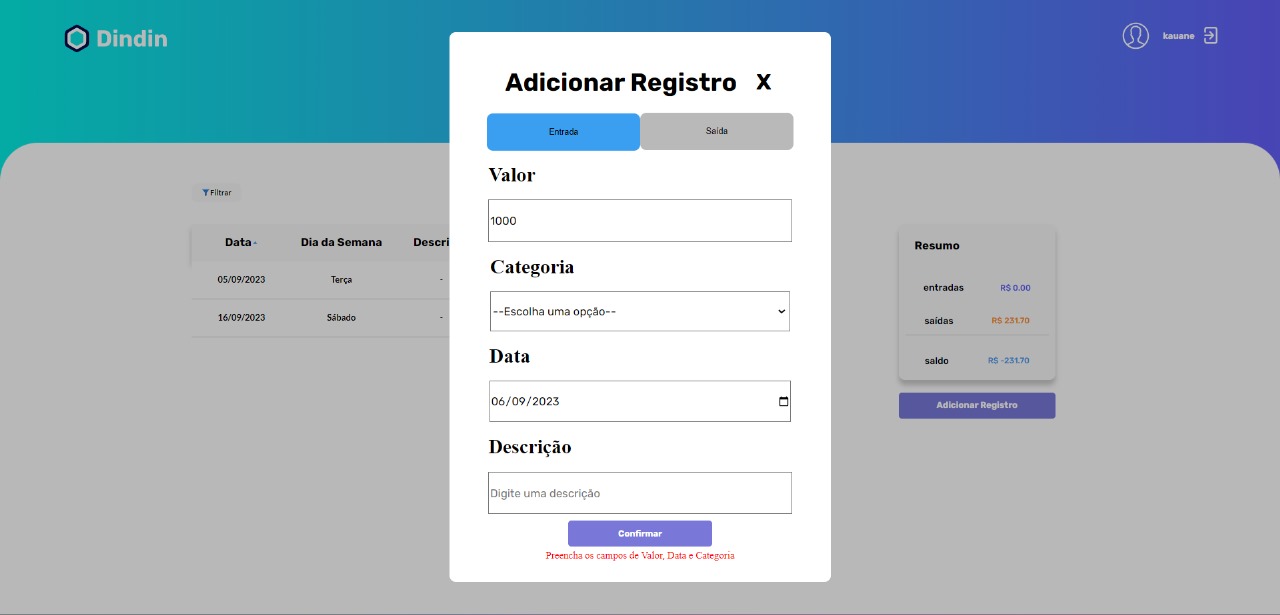 Dindin
kauane
Adicionar Registro X
Entrada Saída
Valor
1000
Categoria
--Escolha uma opção--
Data
06/09/2023
Descrição
Digite uma descrição
Confirmar
Preencha os campos de Valor, Data e Categoria
Filtrar
Data Dia da Semana Descri
05/09/2023 Terça -
16/09/2023 Sábado -
Resumo
entradas R$ 0.00
saídas R$ 231.70
saldo R$ -231.70
Adicionar Registro